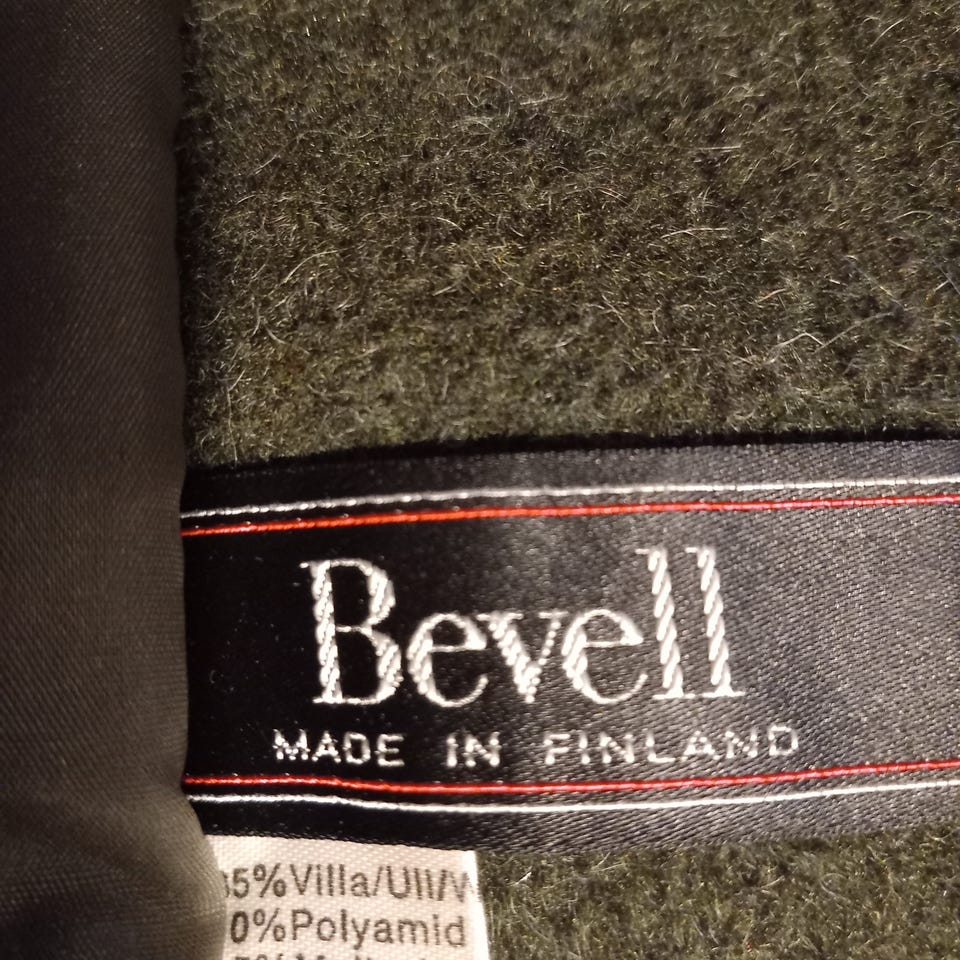 Bevell
MADE IN FINLAND
5%Villa/Ull/
0%Polyamid